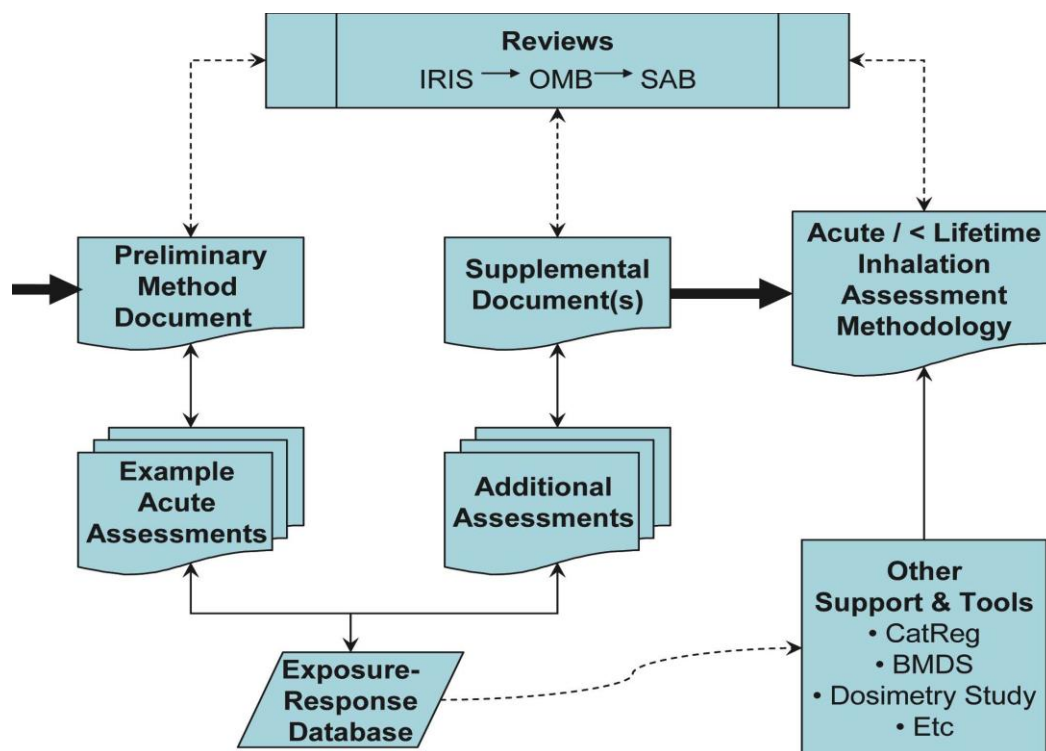 Reviews
IRIS → OMB → SAB
Preliminary
Method
Document
Supplemental
Document(s)
Acute / < Lifetime
Inhalation
Assessment
Methodology
Example
Acute
Assessments
Additional
Assessments
Exposure-
Response
Database
Other
Support & Tools
• CatReg
• BMDS
• Dosimetry Study
• Etc